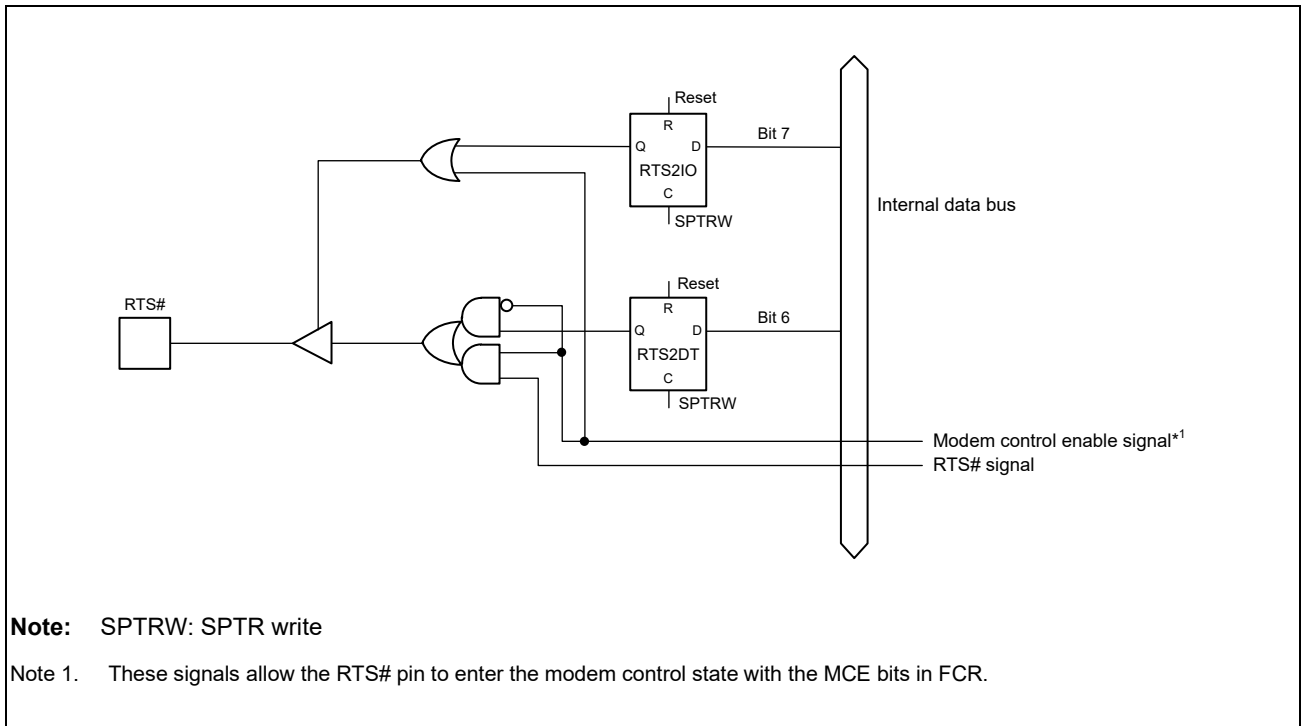 Reset
R
Q D
Bit 7
RTS2IO
C
SPTRW
Internal data bus
Reset
RTS#
R
Q D
Bit 6
RTS2DT
C
SPTRW
Modem control enable signal*1
RTS# signal
Note: SPTRW: SPTR write
Note 1. These signals allow the RTS# pin to enter the modem control state with the MCE bits in FCR.